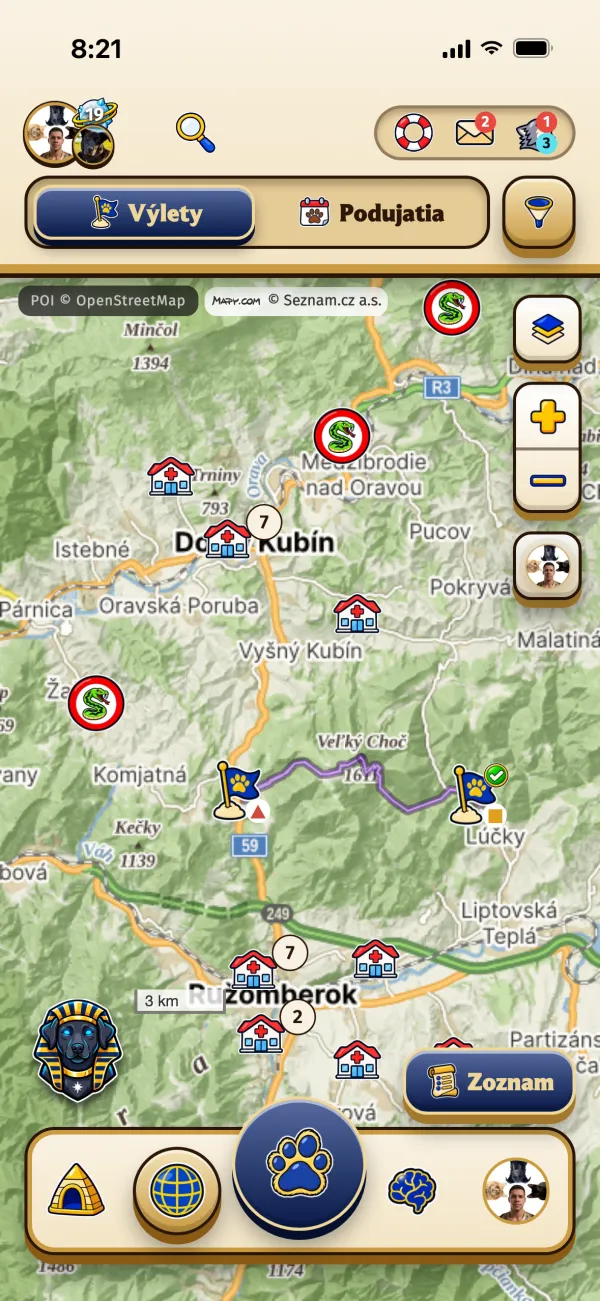 8:21
19
2
1
3
Výlety
Podujatia
POI © OpenStreetMap
MAPY.COM © Seznam.cz a.s.
Minčol
1394
R3
Medzibrodie
nad Oravou
Orava
Trniny
793
7
Kubín
Istebné
Pucov
Párnica
Oravská Poruba
Pokryvá
Vyšný Kubín
Malatiná
Veľký Choč
1611
Komjatná
Kečky
1139
59
Lúčky
Váh
249
Liptovská
Teplá
7
3 km
Ružomberok
2
Partizáns
Zoznam
1486
1174